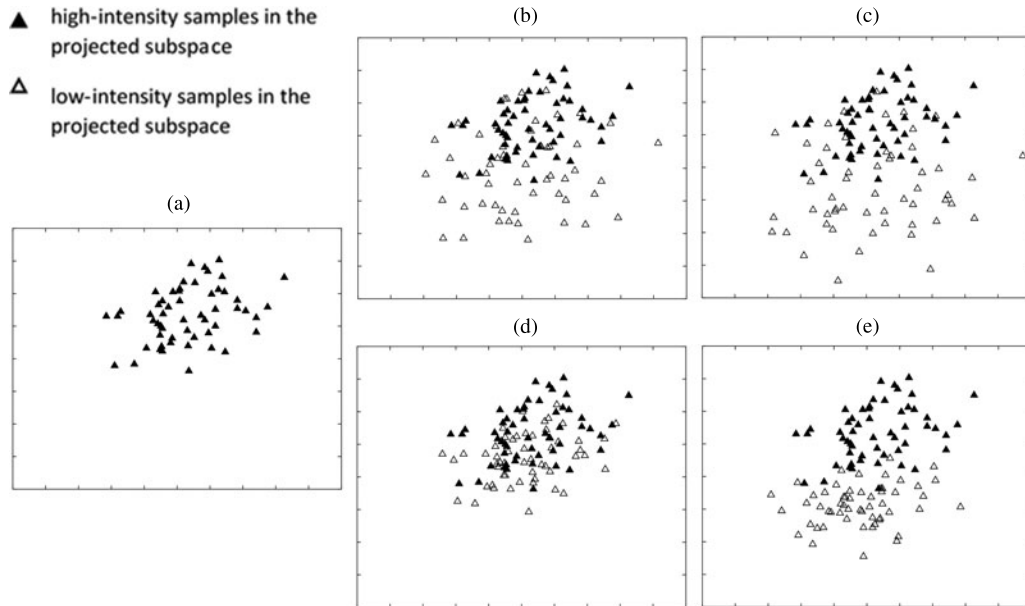 high-intensity samples in the
projected subspace
low-intensity samples in the
projected subspace
(a)
(b)
(c)
(d)
(e)